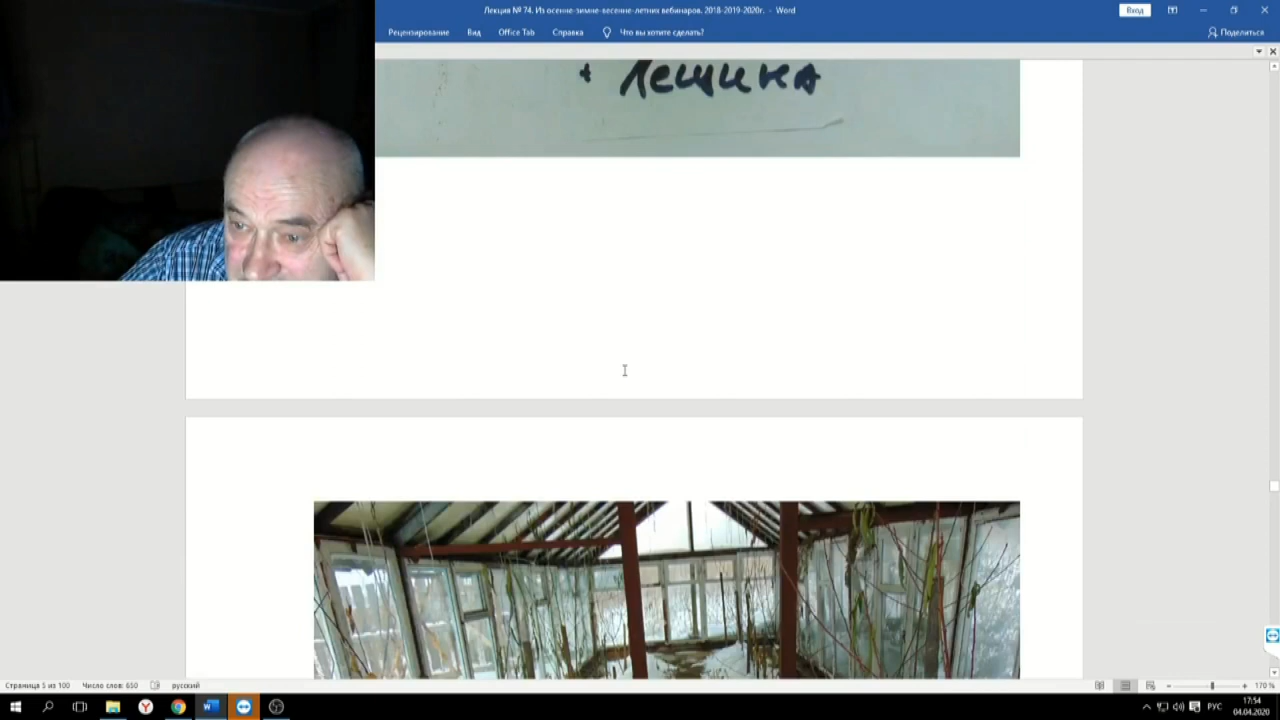 Лекция № 74. Из осенне-зимне-весенне-летних вебинаров. 2018-2019-2020г. - Word
Вход
Рецензирование Вид Office Tab Справка Что вы хотите сделать? Поделиться
+ Лещина
Страница 5 из 100 Число слов: 650 русский 170 %
17:54
РУС
04.04.2020